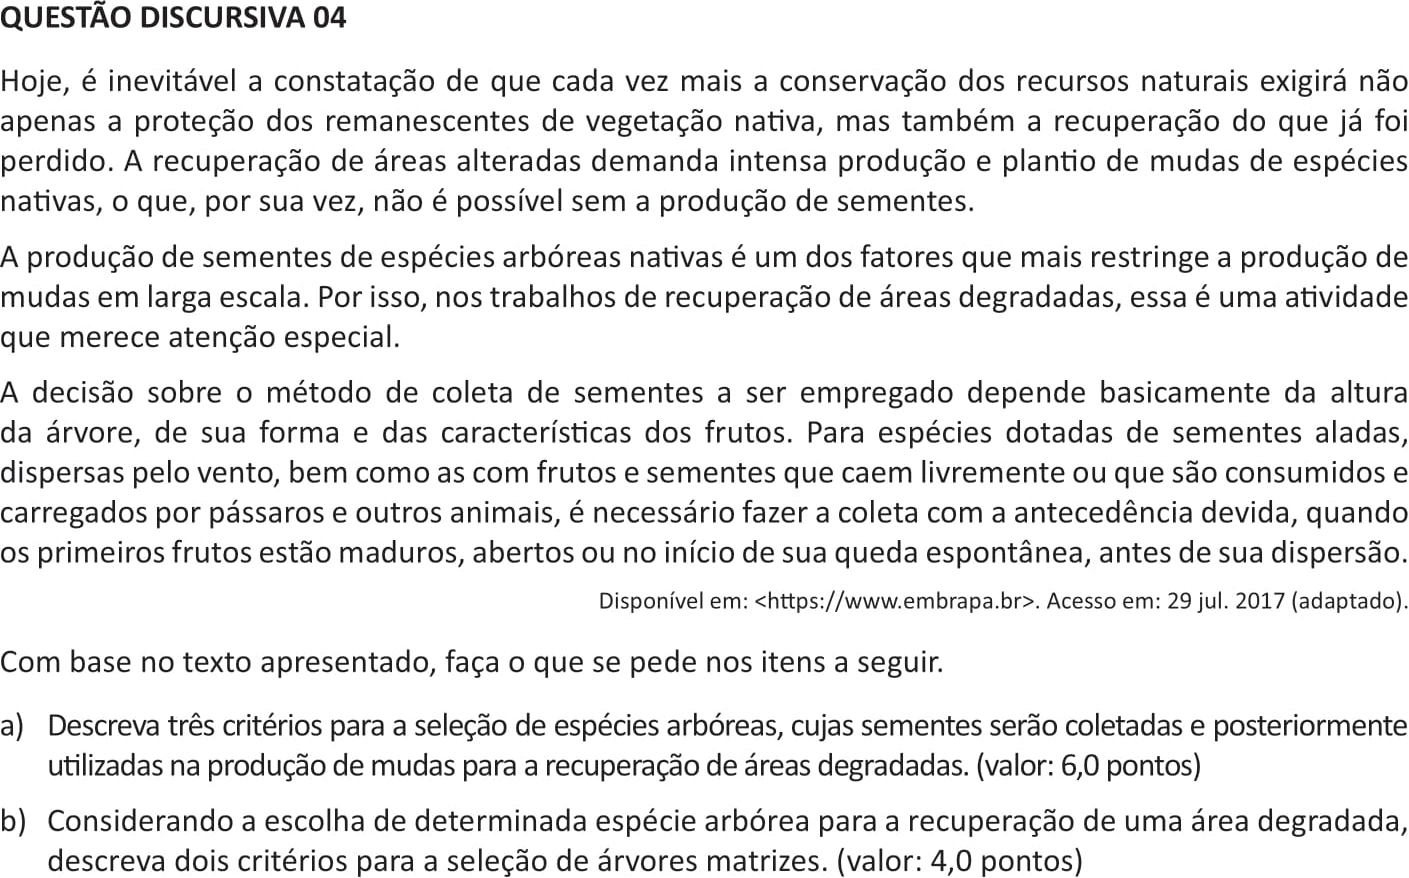 QUESTÃO DISCURSIVA 04
Hoje, é inevitável a constatação de que cada vez mais a conservação dos recursos naturais exigirá não
apenas a proteção dos remanescentes de vegetação nativa, mas também a recuperação do que já foi
perdido. A recuperação de áreas alteradas demanda intensa produção e plantio de mudas de espécies
nativas, o que, por sua vez, não é possível sem a produção de sementes.
A produção de sementes de espécies arbóreas nativas é um dos fatores que mais restringe a produção de
mudas em larga escala. Por isso, nos trabalhos de recuperação de áreas degradadas, essa é uma atividade
que merece atenção especial.
A decisão sobre o método de coleta de sementes a ser empregado depende basicamente da altura
da árvore, de sua forma e das características dos frutos. Para espécies dotadas de sementes aladas,
dispersas pelo vento, bem como as com frutos e sementes que caem livremente ou que são consumidos e
carregados por pássaros e outros animais, é necessário fazer a coleta com a antecedência devida, quando
os primeiros frutos estão maduros, abertos ou no início de sua queda espontânea, antes de sua dispersão.
Disponível em: <https://www.embrapa.br>. Acesso em: 29 jul. 2017 (adaptado).
Com base no texto apresentado, faça o que se pede nos itens a seguir.
a) Descreva três critérios para a seleção de espécies arbóreas, cujas sementes serão coletadas e posteriormente
utilizadas na produção de mudas para a recuperação de áreas degradadas. (valor: 6,0 pontos)
b) Considerando a escolha de determinada espécie arbórea para a recuperação de uma área degradada,
descreva dois critérios para a seleção de árvores matrizes. (valor: 4,0 pontos)